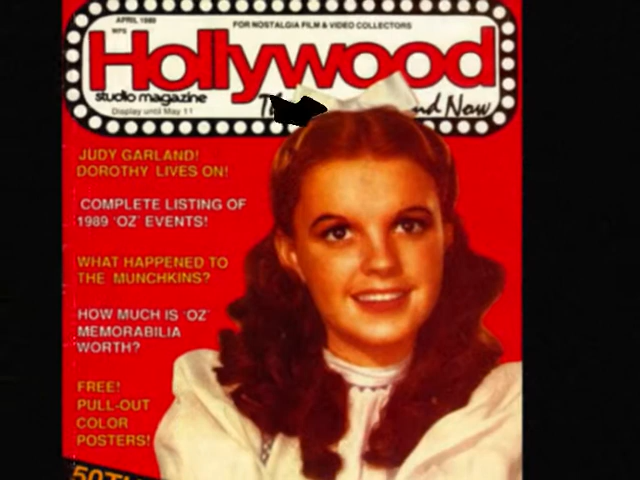 APRIL 1989
FOR NOSTALGIA FILM & VIDEO COLLECTORS
Hollywood
studio magazine
Display until May 11
Now
JUDY GARLAND!
DOROTHY LIVES ON!
COMPLETE LISTING OF
1989 'OZ' EVENTS!
WHAT HAPPENED TO
THE MUNCHKINS?
HOW MUCH IS 'OZ'
MEMORABILIA
WORTH?
FREE!
PULL-OUT
COLOR
POSTERS!